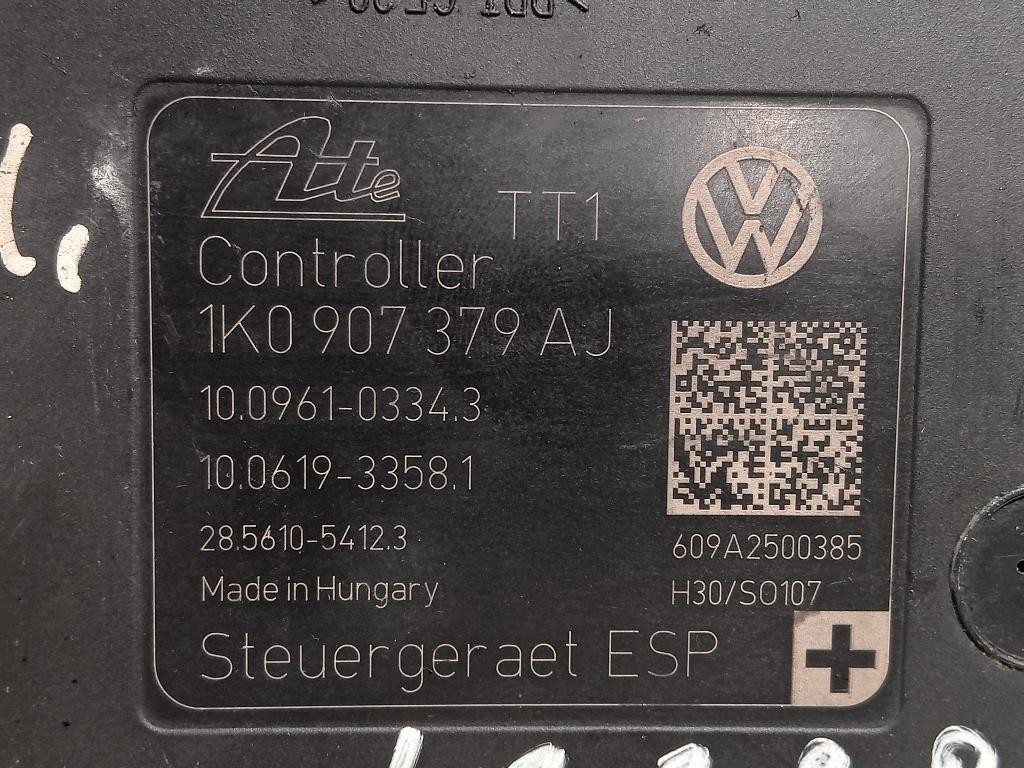 Ate
TT1
Controller
1K0 907 379 AJ
10.0961-0334.3
10.0619-3358.1
28.5610-5412.3
609A2500385
Made in Hungary
H30/SO107
Steuergeraet ESP